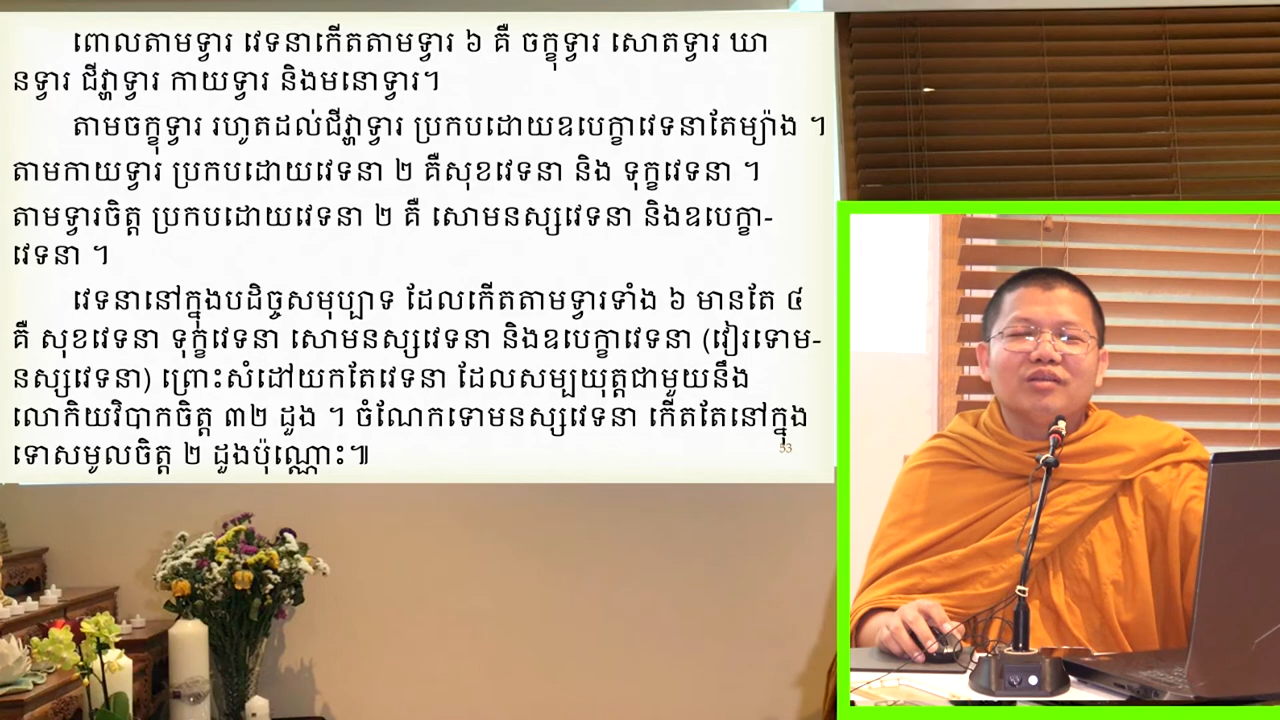 ពោលតាមទ្វារ វេទនាកើតតាមទ្វារ ៦ គឺ ចក្ខុទ្វារ សោតទ្វារ ឃា
នទ្វារ ជីវ្ហាទ្វារ កាយទ្វារ និងមនោទ្វារ។
តាមចក្ខុទ្វារ រហូតដល់ជីវ្ហាទ្វារ ប្រកបដោយឧបេក្ខាវេទនាតែម្យ៉ាង ។
តាមកាយទ្វារ ប្រកបដោយវេទនា ២ គឺសុខវេទនា និង ទុក្ខវេទនា ។
តាមទ្វារចិត្ត ប្រកបដោយវេទនា ២ គឺ សោមនស្សវេទនា និងឧបេក្ខា-
វេទនា ។
វេទនានៅក្នុងបដិច្ចសមុប្បាទ ដែលកើតតាមទ្វារទាំង ៦ មានតែ ៤
គឺ សុខវេទនា ទុក្ខវេទនា សោមនស្សវេទនា និងឧបេក្ខាវេទនា (វៀរទោម-
នស្សវេទនា) ព្រោះសំដៅយកតែវេទនា ដែលសម្បយុត្តជាមួយនឹង
លោកិយវិបាកចិត្ត ៣២ ដួង ។ ចំណែកទោមនស្សវេទនា កើតតែនៅក្នុង
ទោសមូលចិត្ត ២ ដួងប៉ុណ្ណោះ៕
53